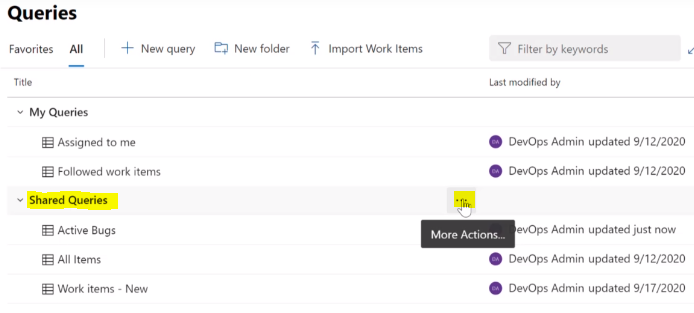 Queries
Favorites All New query New folder Import Work Items Filter by keywords
Title Last modified by
My Queries
Assigned to me DA DevOps Admin updated 9/12/2020
Followed work items DA DevOps Admin updated 9/12/2020
Shared Queries ...
Active Bugs DevOps Admin updated just now
More Actions...
All Items DA DevOps Admin updated 9/12/2020
Work items - New DA DevOps Admin updated 9/17/2020